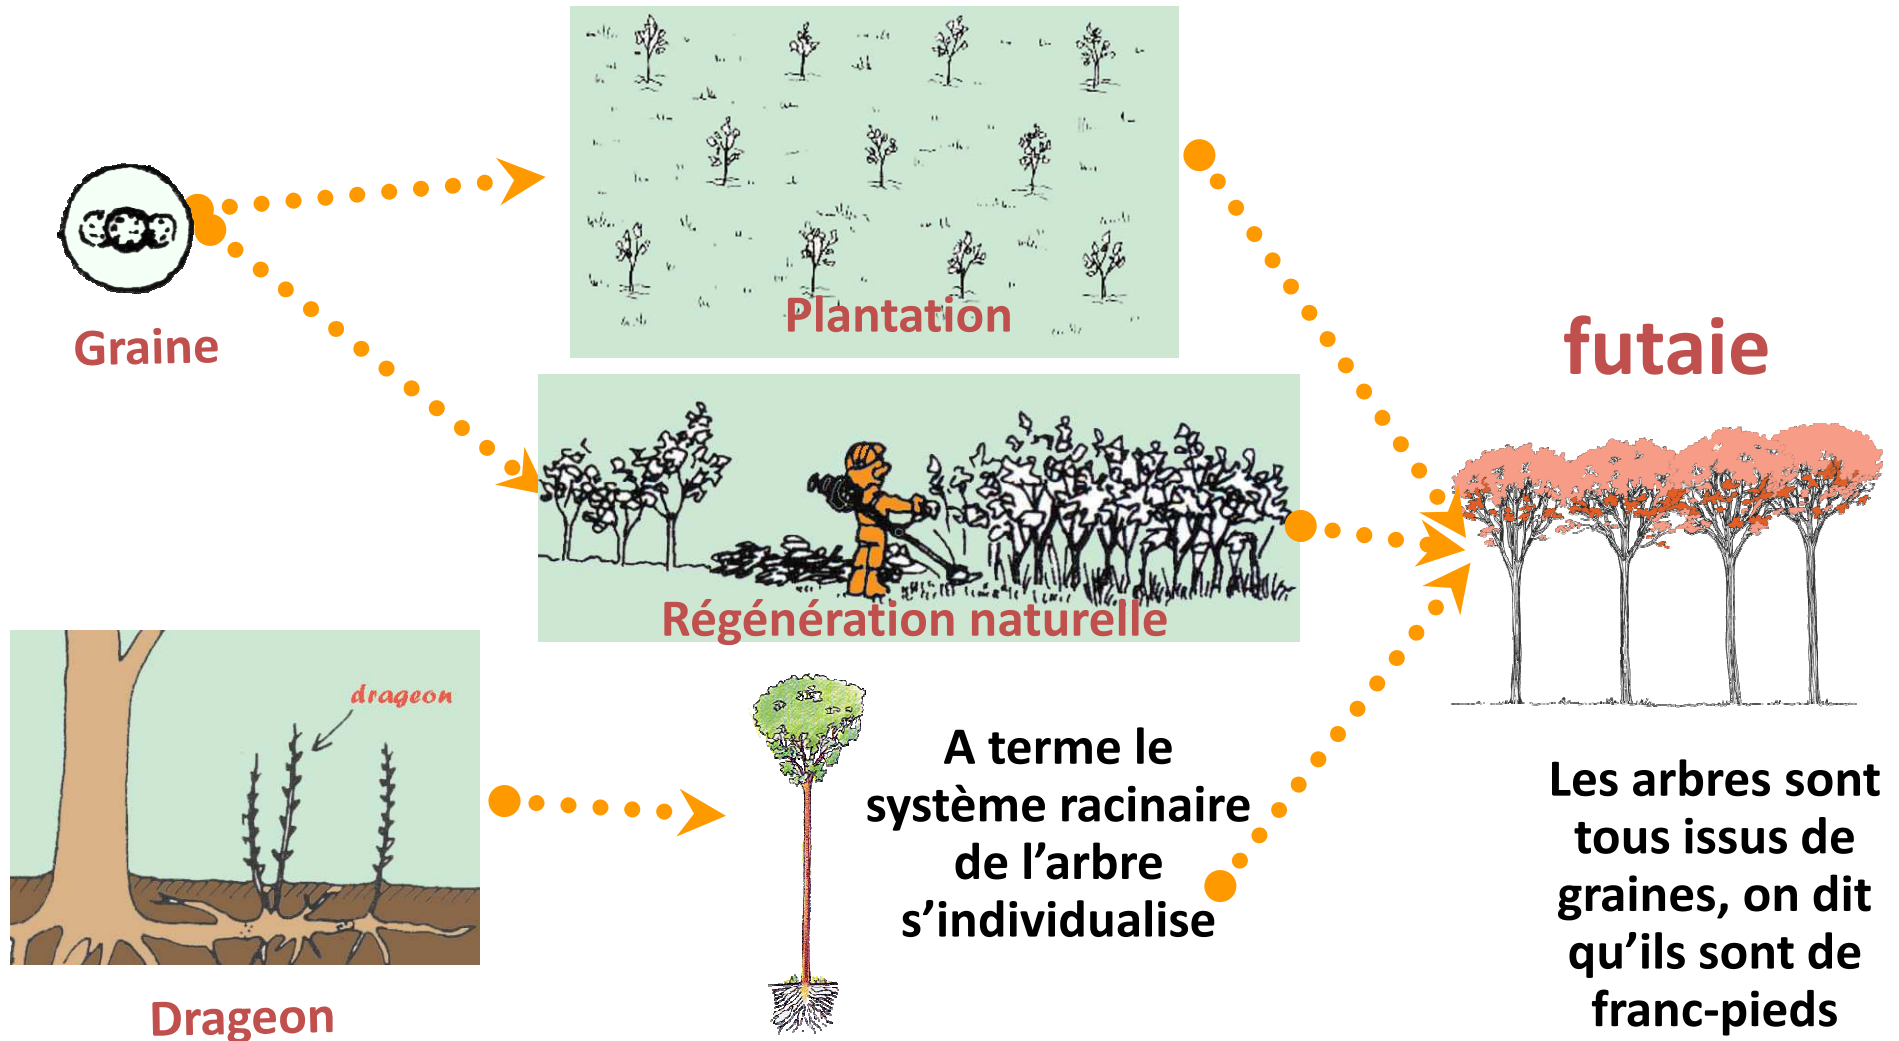 Graine
Plantation
Régénération naturelle
futaie
drageon
Drageon
A terme le
système racinaire
de l’arbre
s’individualise
Les arbres sont
tous issus de
graines, on dit
qu’ils sont de
franc-pieds